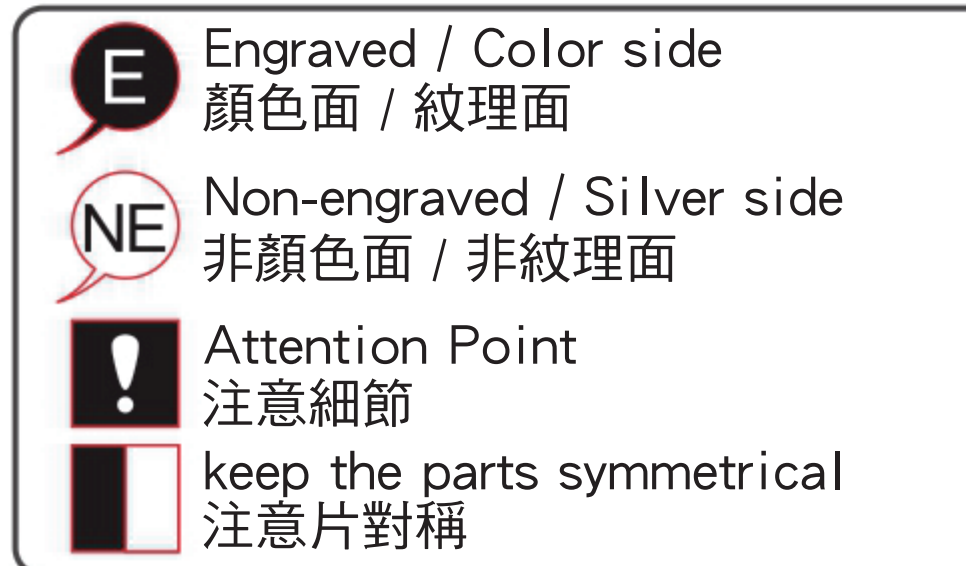 E
Engraved / Color side
顏色面 / 紋理面
NE
Non-engraved / Silver side
非顏色面 / 非紋理面
!
Attention Point
注意細節
keep the parts symmetrical
注意片對稱